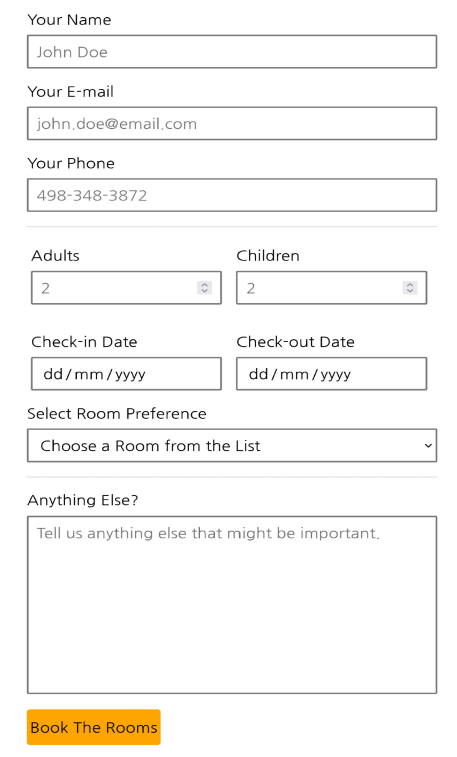 Your Name
John Doe
Your E-mail
john.doe@email.com
Your Phone
498-348-3872
Adults Children
2 2
Check-in Date Check-out Date
dd/mm/yyyy dd/mm/yyyy
Select Room Preference
Choose a Room from the List
Anything Else?
Tell us anything else that might be important.
Book The Rooms